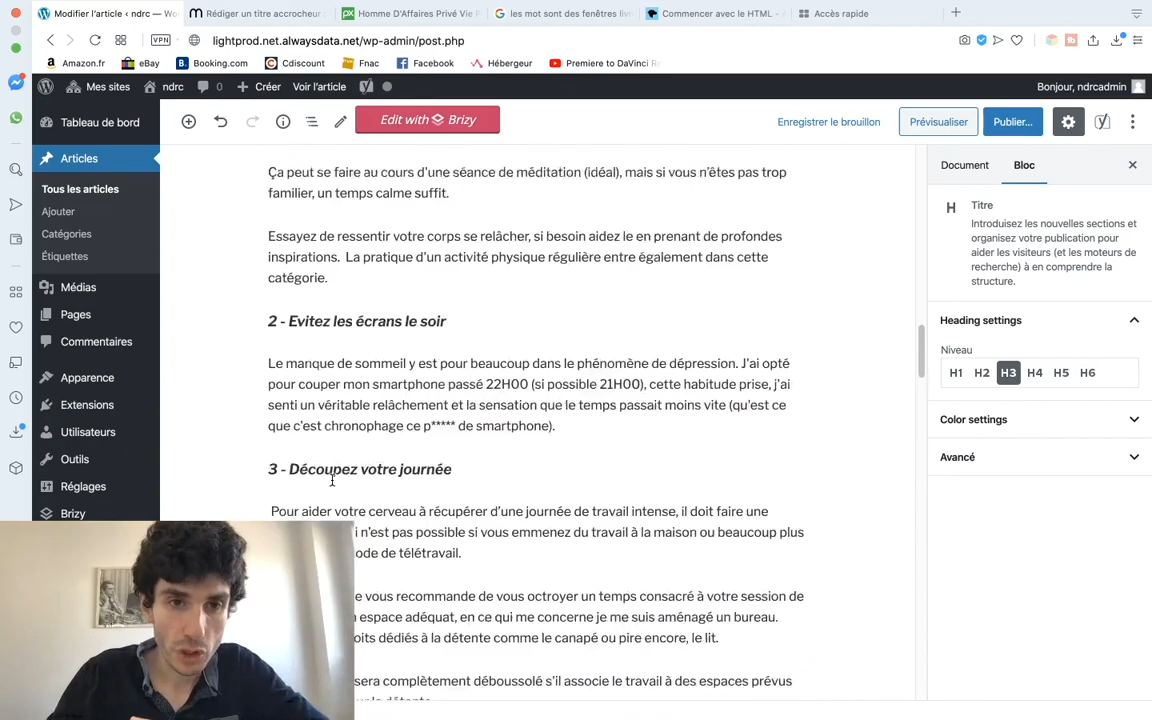 Modifier l'article ‹ ndrc — Wo
Rédiger un titre accrocheur
Homme D'Affaires Privé Vie P
les mot sont des fenêtres livr
Commencer avec le HTML - A
Accès rapide
VPN
lightprod.net.alwaysdata.net/wp-admin/post.php
Amazon.fr
eBay
Booking.com
Cdiscount
Fnac
Facebook
Hébergeur
Premiere to DaVinci Re
Mes sites
ndrc
0
Créer
Voir l'article
Bonjour, ndrcadmin
Tableau de bord
Articles
Tous les articles
Ajouter
Catégories
Étiquettes
Médias
Pages
Commentaires
Apparence
Extensions
Utilisateurs
Outils
Réglages
Brizy
Edit with Brizy
Enregistrer le brouillon
Prévisualiser
Publier...
Ça peut se faire au cours d'une séance de méditation (idéal), mais si vous n'êtes pas trop
familier, un temps calme suffit.
Essayez de ressentir votre corps se relâcher, si besoin aidez le en prenant de profondes
inspirations. La pratique d'un activité physique régulière entre également dans cette
catégorie.
2 - Evitez les écrans le soir
Le manque de sommeil y est pour beaucoup dans le phénomène de dépression. J'ai opté
pour couper mon smartphone passé 22H00 (si possible 21H00), cette habitude prise, j'ai
senti un véritable relâchement et la sensation que le temps passait moins vite (qu'est ce
que c'est chronophage ce p***** de smartphone).
3 - Découpez votre journée
Pour aider votre cerveau à récupérer d'une journée de travail intense, il doit faire une
i n'est pas possible si vous emmenez du travail à la maison ou beaucoup plus
ode de télétravail.
e vous recommande de vous octroyer un temps consacré à votre session de
espace adéquat, en ce qui me concerne je me suis aménagé un bureau.
oits dédiés à la détente comme le canapé ou pire encore, le lit.
sera complètement déboussolé s'il associe le travail à des espaces prévus
Document
Bloc
H
Titre
Introduisez les nouvelles sections et
organisez votre publication pour
aider les visiteurs (et les moteurs de
recherche) à en comprendre la
structure.
Heading settings
Niveau
H1 H2 H3 H4 H5 H6
Color settings
Avancé